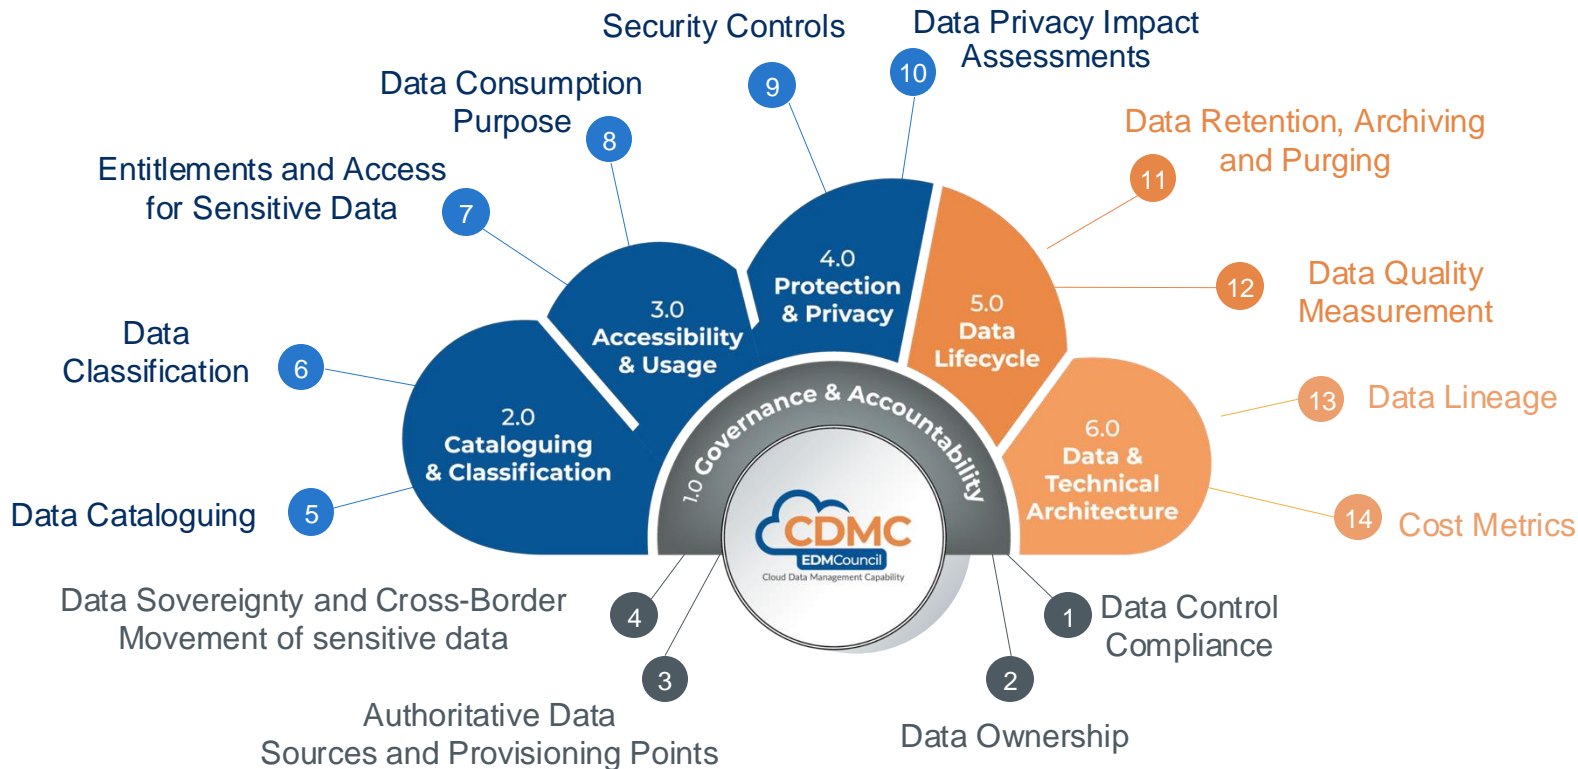 Security Controls
9
Data Privacy Impact
Assessments
10
Data Consumption
Purpose
8
Data Retention, Archiving
and Purging
11
Entitlements and Access
for Sensitive Data
7
4.0
Protection
& Privacy
Data Quality
Measurement
12
3.0
Accessibility
& Usage
5.0
Data
Lifecycle
Data
Classification
6
2.0
Cataloguing
& Classification
1.0 Governance & Accountability
6.0
Data &
Technical
Architecture
13
Data Lineage
Data Cataloguing
5
CDMC
EDMCouncil
Cloud Data Management Capability
14
Cost Metrics
Data Sovereignty and Cross-Border
Movement of sensitive data
4
1
Data Control
Compliance
3
Authoritative Data
Sources and Provisioning Points
2
Data Ownership